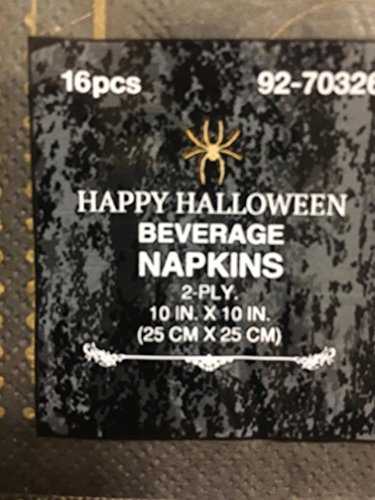 16pcs 92-70326
HAPPY HALLOWEEN
BEVERAGE
NAPKINS
2-PLY.
10 IN. X 10 IN.
(25 CM X 25 CM)